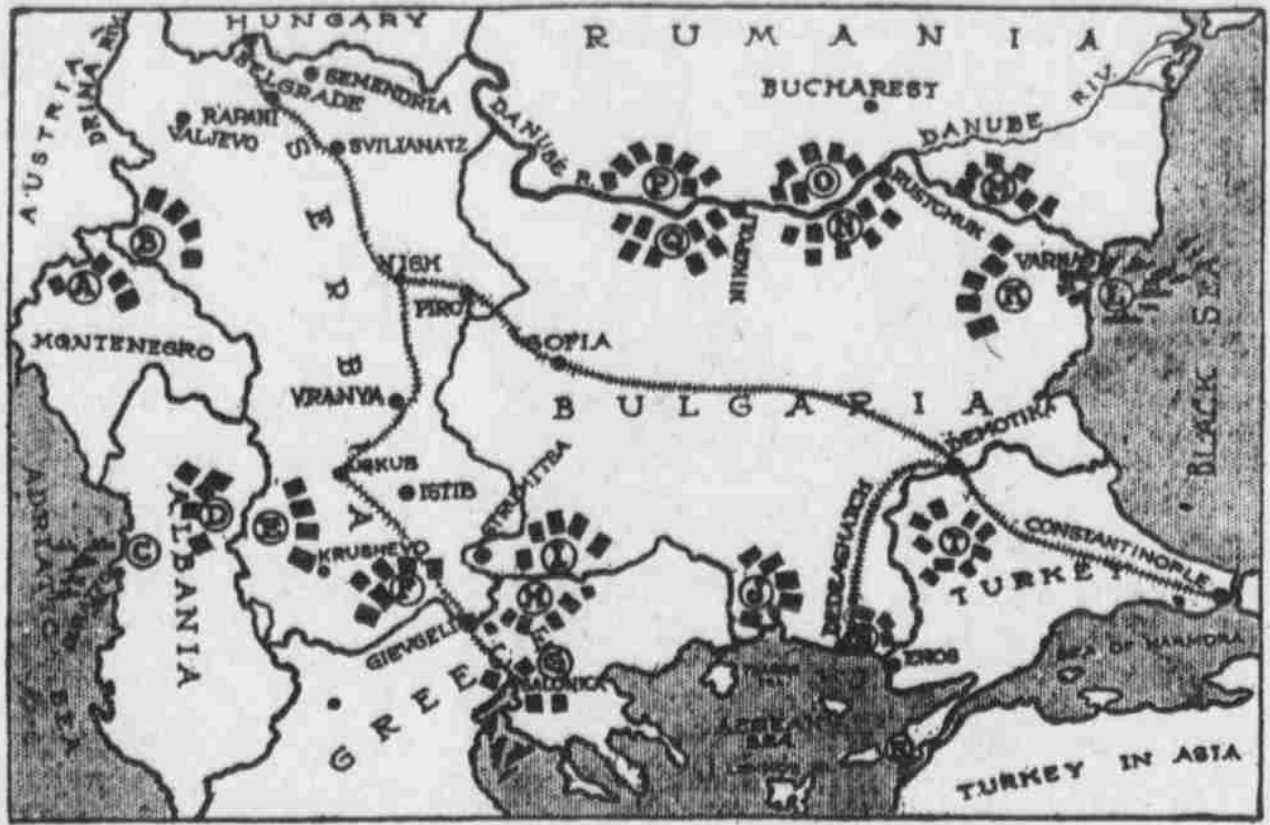 HUNGARY
RUMANIA
AUSTRIA
DRINA RIV.
BELGRADE
SEMENDRIA
RAPANI
VALJEVO
SVILIANATZ
BUCHAREST
DANUBE RIV.
DANUBE R.
P
O
M
B
A
Q
N
NIKOPOLI
RUSTCHUK
K
VARNA
L
BLACK SEA
SERBIA
NISH
PIRO
SOFIA
MONTENEGRO
VRANYA
BULGARIA
DEMOTIKA
USKUB
ISTIB
STRUMITSA
ADRIATIC SEA
C
D
ALBANIA
E
KRUSHEVO
F
I
H
J
DEDEAGHATCH
T
CONSTANTINOPLE
TURKEY
GIEVGELI
G
SALONICA
GREECE
ENOS
SEA OF MARMORA
AEGEAN
SEA
TURKEY IN ASIA